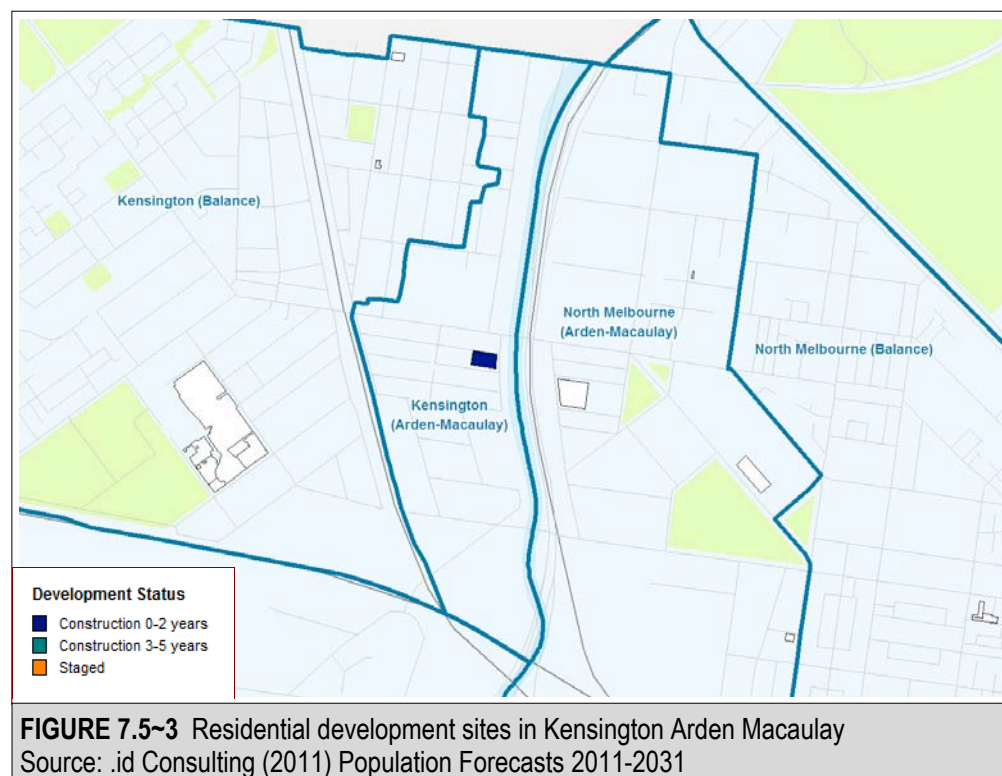 Kensington (Balance)
North Melbourne
(Arden-Macaulay)
North Melbourne (Balance)
Kensington
(Arden-Macaulay)
Development Status
Construction 0-2 years
Construction 3-5 years
Staged
FIGURE 7.5~3 Residential development sites in Kensington Arden Macaulay
Source: .id Consulting (2011) Population Forecasts 2011-2031